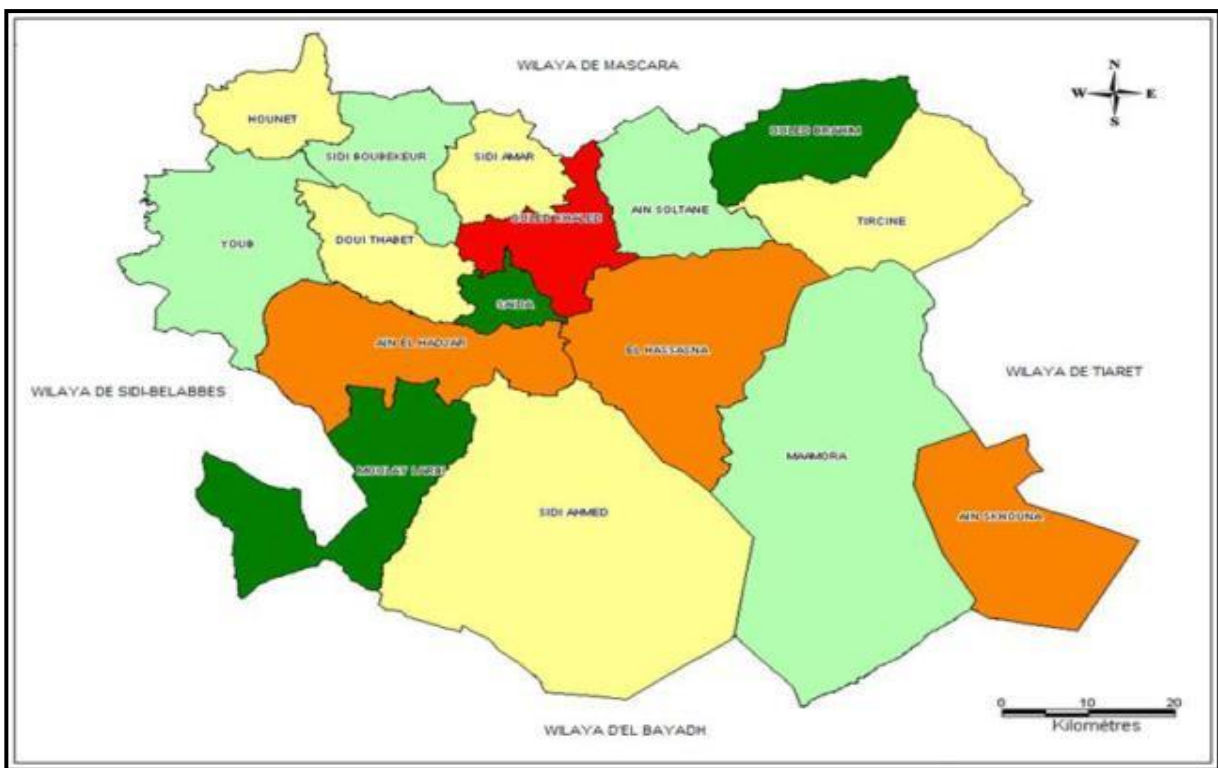 WILAYA DE MASCARA
N
W E
S
HOUNET
OULED BRAHIM
SIDI BOUBEKEUR
SIDI AMAR
AIN SOLTANE
OULED KHALED
TIRCINE
YOUB
DOUI THABET
SAIDA
AIN EL HADJAR
EL HASSASNA
WILAYA DE TIARET
WILAYA DE SIDI-BELABBES
MAAMORA
MOULAY LARBI
SIDI AHMED
AIN SKHOUNA
0 10 20
Kilométres
WILAYA D'EL BAYADH